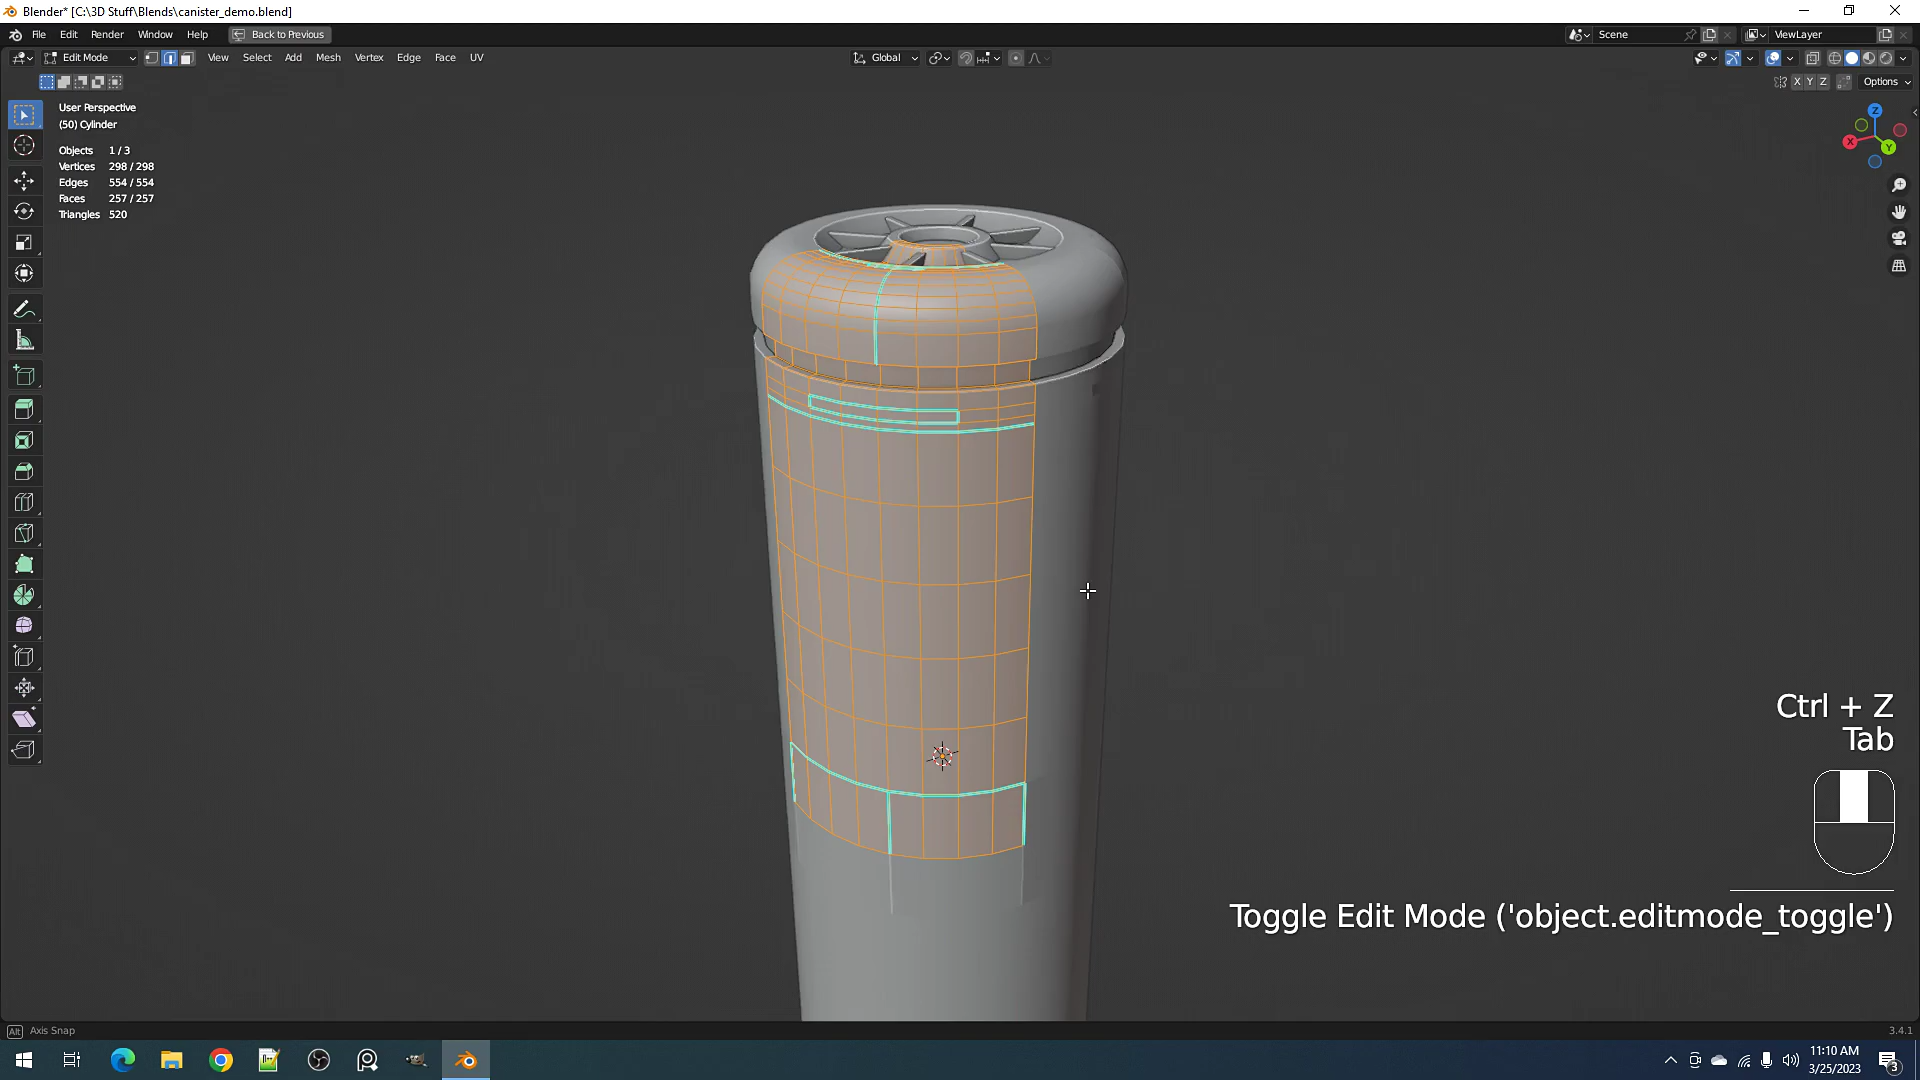 Blender* [C:\3D Stuff\Blends\canister_demo.blend]
File Edit Render Window Help Back to Previous Scene ViewLayer
Edit Mode View Select Add Mesh Vertex Edge Face UV Global
X Y Z Options
User Perspective
(50) Cylinder
Objects 1 / 3
Vertices 298 / 298
Edges 554 / 554
Faces 257 / 257
Triangles 520
Z
X
Y
Ctrl + Z
Tab
Toggle Edit Mode ('object.editmode_toggle')
Alt Axis Snap
3.4.1
11:10 AM
3/25/2023
3